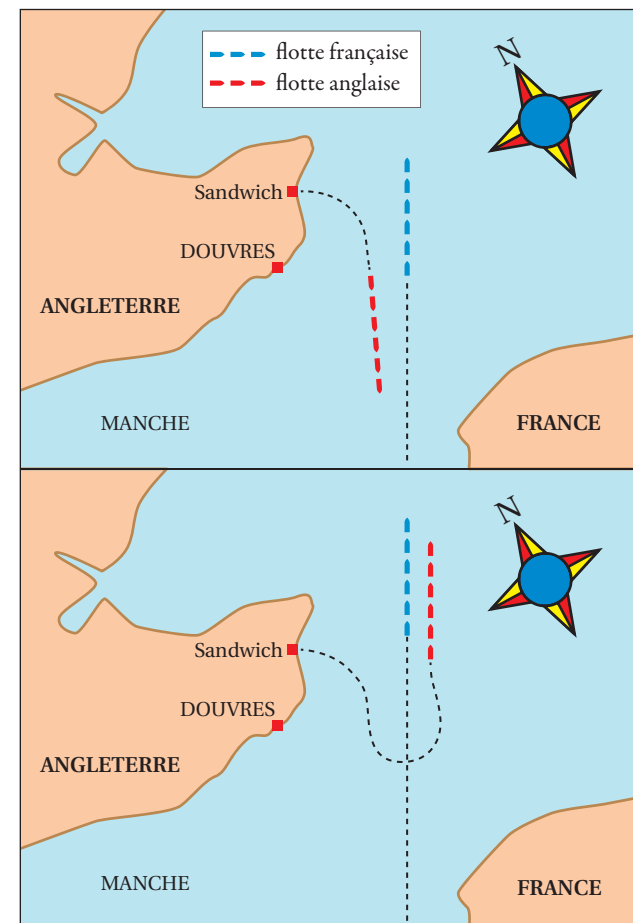 flotte française
flotte anglaise
N
Sandwich
DOUVRES
ANGLETERRE
MANCHE
FRANCE
N
Sandwich
DOUVRES
ANGLETERRE
MANCHE
FRANCE